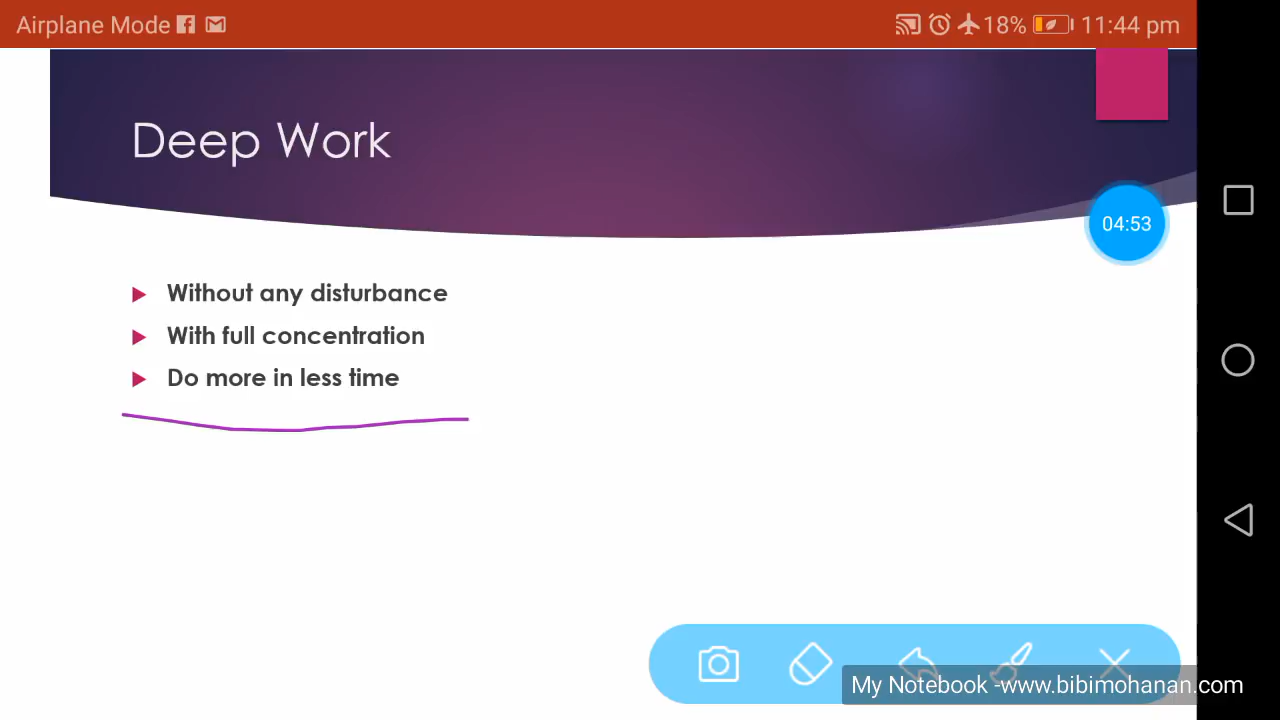 Airplane Mode 18% 11:44 pm
Deep Work
04:53
Without any disturbance
With full concentration
Do more in less time
My Notebook -www.bibimohanan.com